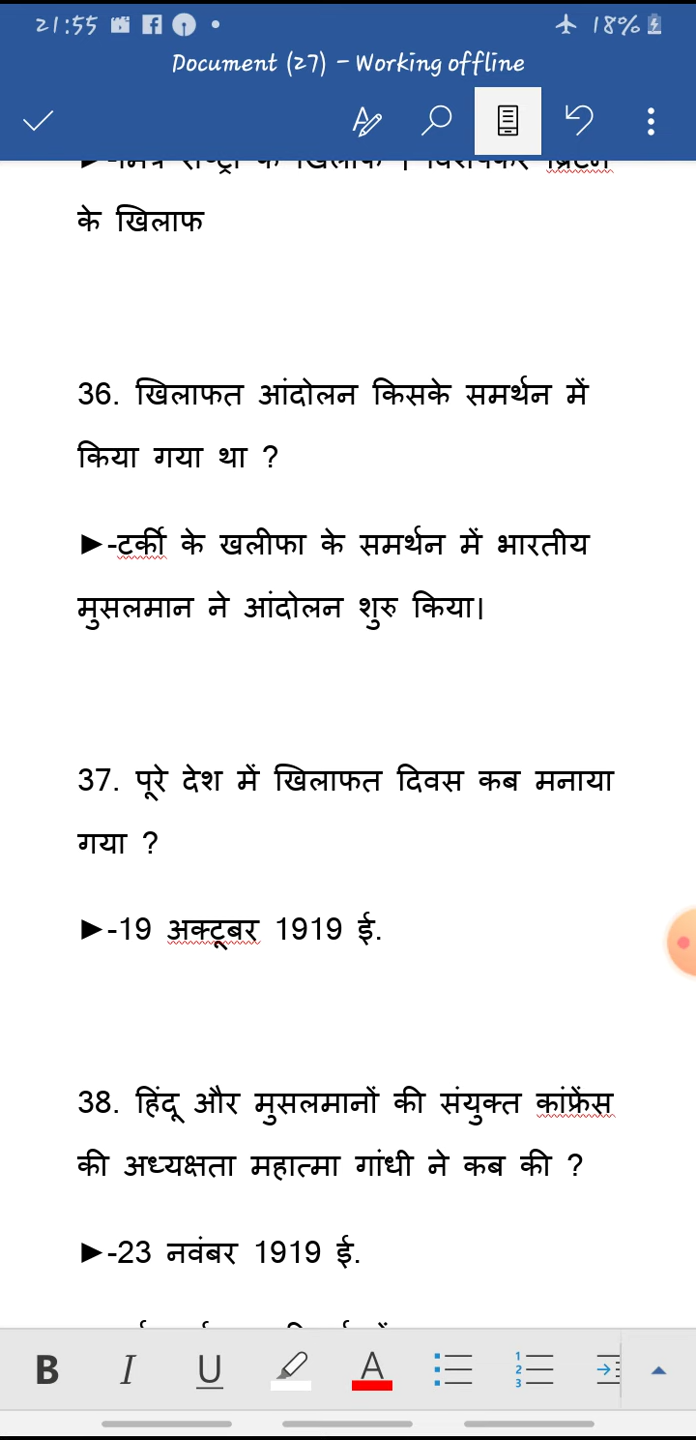 21:55
18%
Document (27) – Working offline
के खिलाफ
36. खिलाफत आंदोलन किसके समर्थन में
किया गया था ?
►-टर्की के खलीफा के समर्थन में भारतीय
मुसलमान ने आंदोलन शुरु किया।
37. पूरे देश में खिलाफत दिवस कब मनाया
गया ?
►-19 अक्टूबर 1919 ई.
38. हिंदू और मुसलमानों की संयुक्त कांफ्रेंस
की अध्यक्षता महात्मा गांधी ने कब की ?
►-23 नवंबर 1919 ई.
B I U A